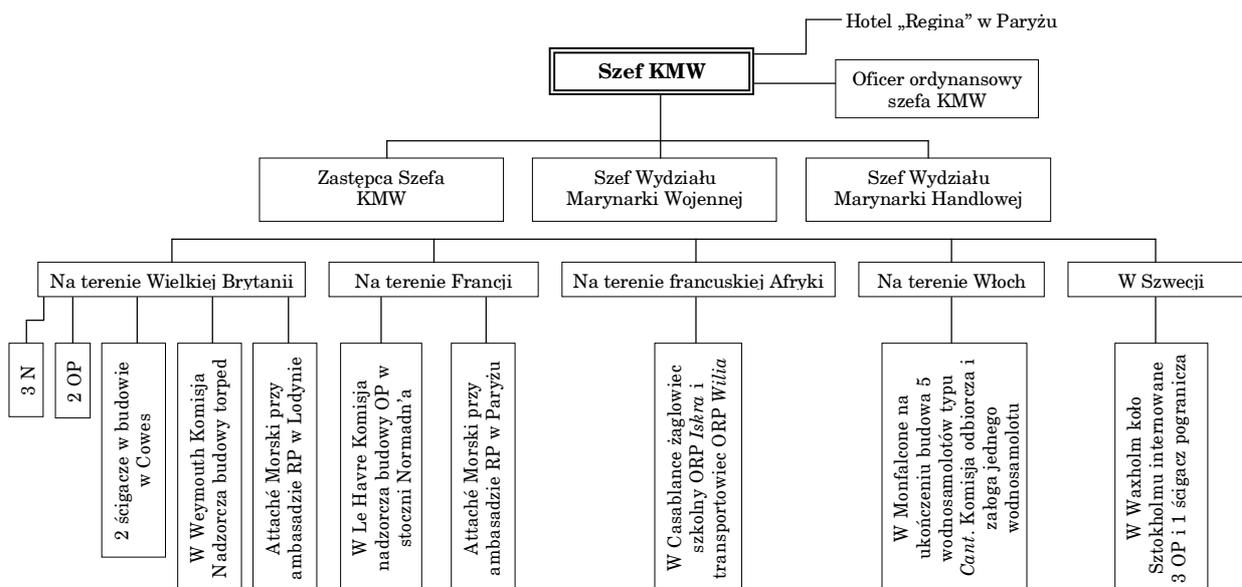 Hotel „Regina” w Paryżu
Szef KMW
Oficer ordynansowy
szefa KMW
Zastępca Szefa
KMW
Szef Wydziału
Marynarki Wojennej
Szef Wydziału
Marynarki Handlowej
Na terenie Wielkiej Brytanii
Na terenie Francji
Na terenie francuskiej Afryki
Na terenie Włoch
W Szwecji
3 N
2 OP
2 ścigacze w budowie
w Cowes
W Weymouth Komisja
Nadzorcza budowy torped
Attaché Morski przy
ambasadzie RP w Lodynie
W Le Havre Komisja
nadzorcza budowy OP w
stoczni Normadn’a
Attaché Morski przy
ambasadzie RP w Paryżu
W Casablance żaglowiec
szkolny ORP Iskra i
transportowiec ORP Wilia
W Monfalcone na
ukończeniu budowa 5
wodnosamolotów typu
Cant. Komisja odbiorcza i
załoga jednego
wodnosamolotu
W Waxholm koło
Sztokholmu internowane
3 OP i 1 ścigacz pogranicza